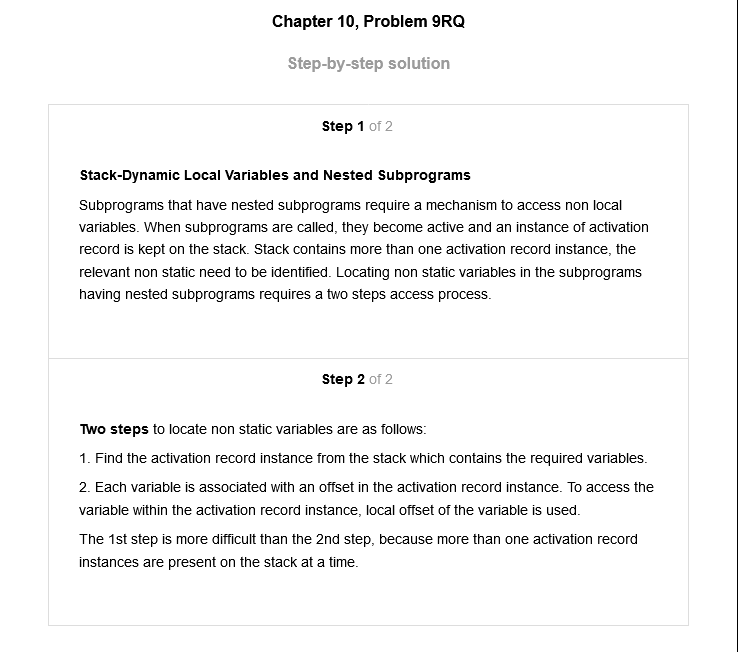 Chapter 10, Problem 9RQ
Step-by-step solution
Step 1 of 2
Stack-Dynamic Local Variables and Nested Subprograms
Subprograms that have nested subprograms require a mechanism to access non local
variables. When subprograms are called, they become active and an instance of activation
record is kept on the stack. Stack contains more than one activation record instance, the
relevant non static need to be identified. Locating non static variables in the subprograms
having nested subprograms requires a two steps access process.
Step 2 of 2
Two steps to locate non static variables are as follows:
1. Find the activation record instance from the stack which contains the required variables.
2. Each variable is associated with an offset in the activation record instance. To access the
variable within the activation record instance, local offset of the variable is used.
The 1st step is more difficult than the 2nd step, because more than one activation record
instances are present on the stack at a time.